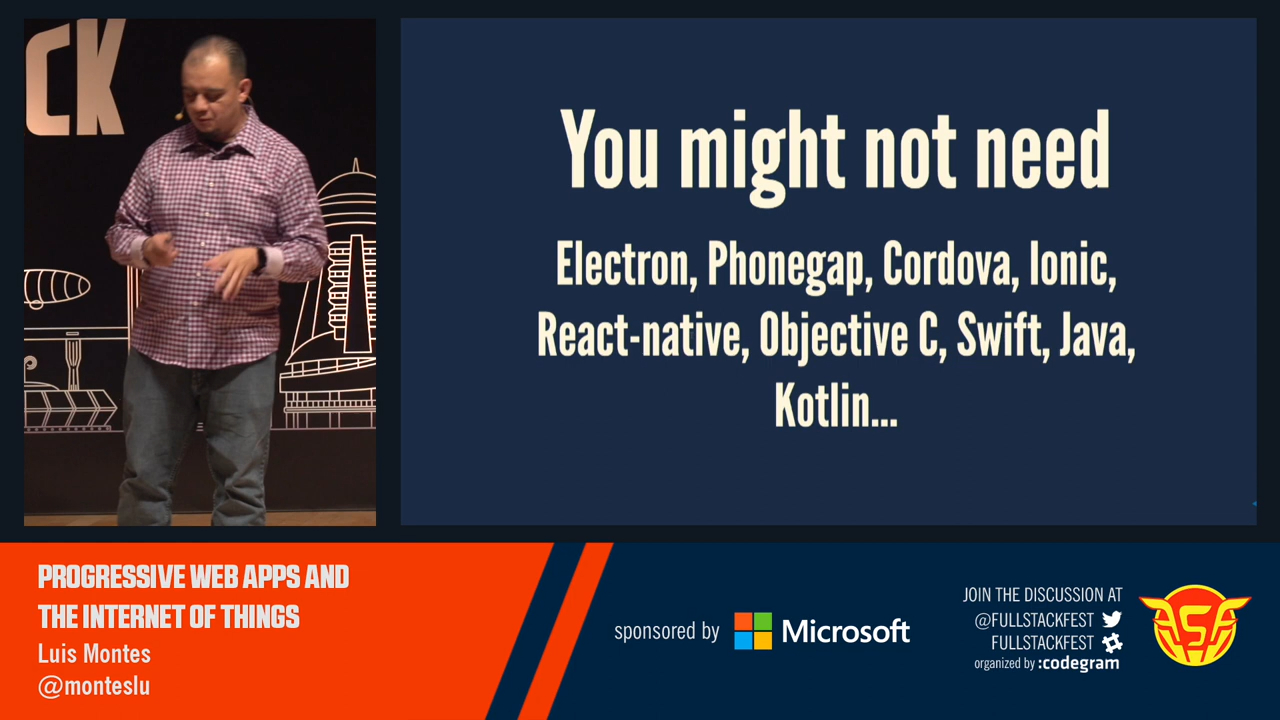 CK
You might not need
Electron, Phonegap, Cordova, Ionic,
React-native, Objective C, Swift, Java,
Kotlin...
PROGRESSIVE WEB APPS AND
THE INTERNET OF THINGS
Luis Montes
@monteslu
sponsored by Microsoft
JOIN THE DISCUSSION AT
@FULLSTACKFEST
FULLSTACKFEST
organized by :codegram
FSF